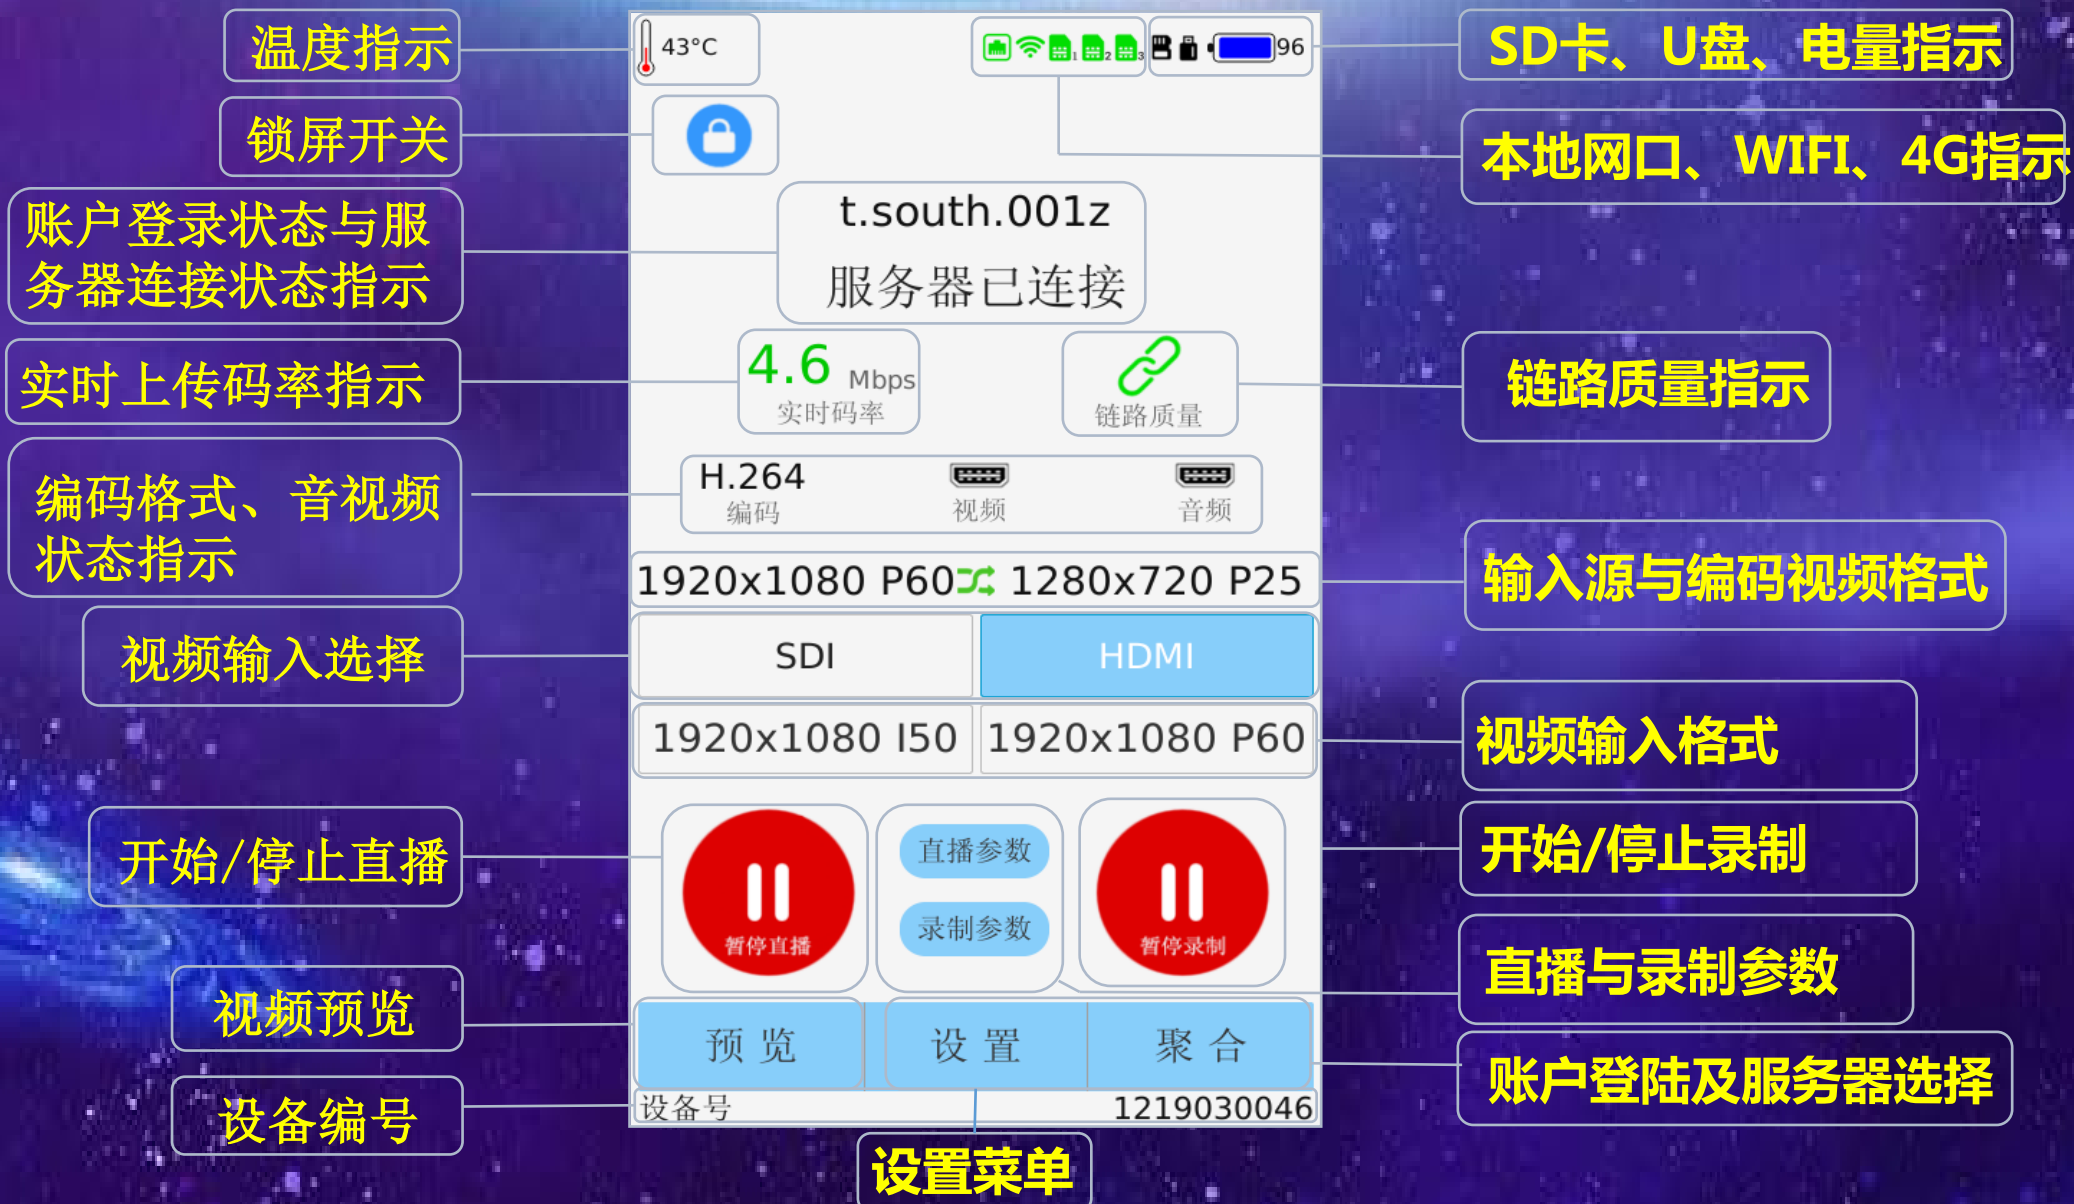 温度指示
锁屏开关
账户登录状态与服
务器连接状态指示
实时上传码率指示
编码格式、音视频
状态指示
视频输入选择
开始/停止直播
视频预览
设备编号
43°C
1
2
3
96
t.south.001z
服务器已连接
4.6 Mbps
实时码率
链路质量
H.264
编码
视频
音频
1920x1080 P60 1280x720 P25
SDI
HDMI
1920x1080 I50
1920x1080 P60
暂停直播
直播参数
录制参数
暂停录制
预览
设置
聚合
设备号
1219030046
设置菜单
SD卡、U盘、电量指示
本地网口、WIFI、4G指示
链路质量指示
输入源与编码视频格式
视频输入格式
开始/停止录制
直播与录制参数
账户登陆及服务器选择